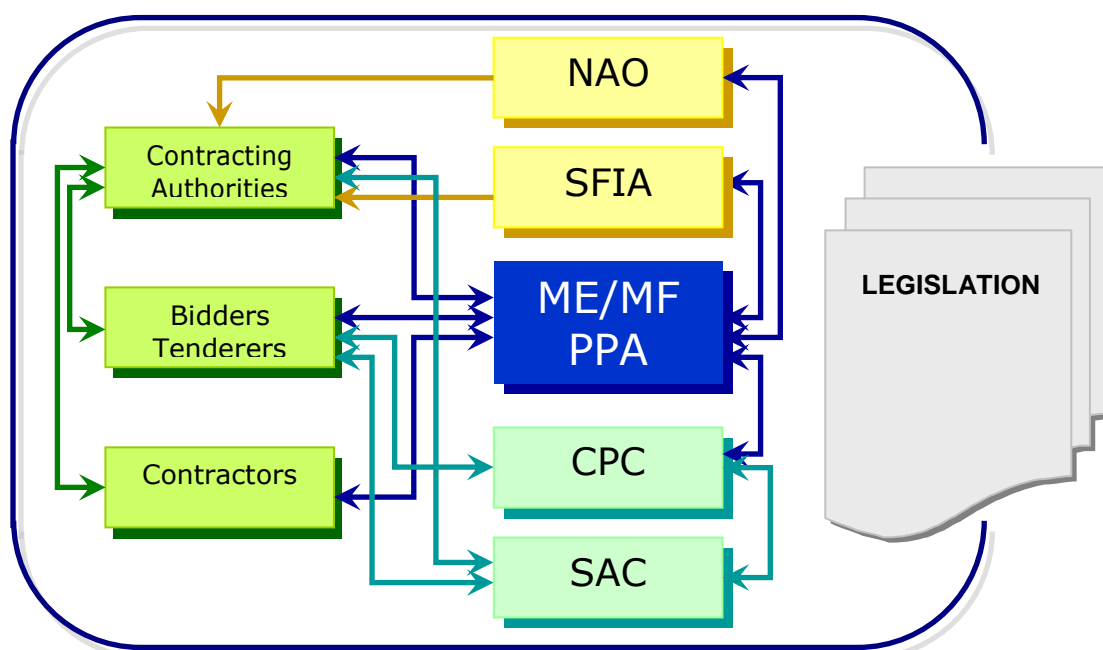 NAO
Contracting
Authorities
SFIA
LEGISLATION
ME/MF
PPA
Bidders
Tenderers
CPC
Contractors
SAC